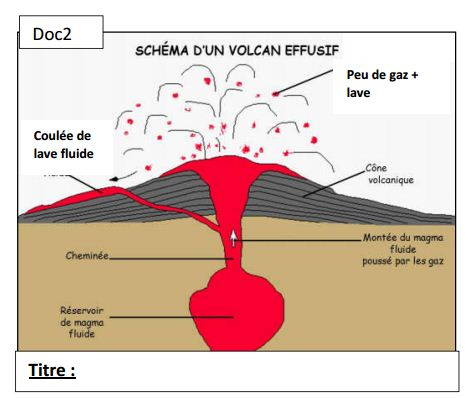 Doc2
SCHÉMA D'UN VOLCAN EFFUSIF
Peu de gaz +
lave
Coulée de
lave fluide
Cône
volcanique
Montée du magma
fluide
poussé par les gaz
Cheminée
Réservoir
de magma
fluide
Titre :